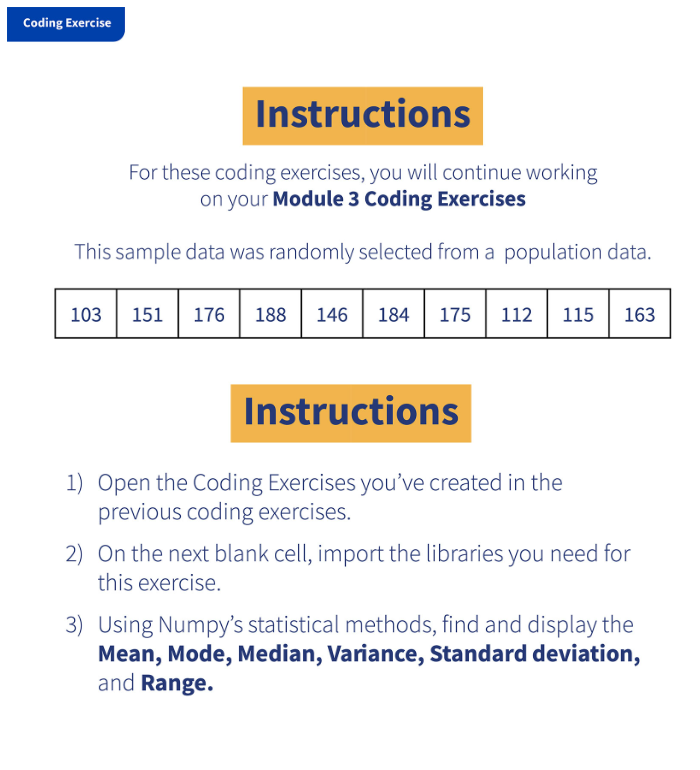 Coding Exercise
Instructions
For these coding exercises, you will continue working
on your Module 3 Coding Exercises
This sample data was randomly selected from a population data.
103 151 176 188 146 184 175 112 115 163
Instructions
1) Open the Coding Exercises you’ve created in the
previous coding exercises.
2) On the next blank cell, import the libraries you need for
this exercise.
3) Using Numpy’s statistical methods, find and display the
Mean, Mode, Median, Variance, Standard deviation,
and Range.